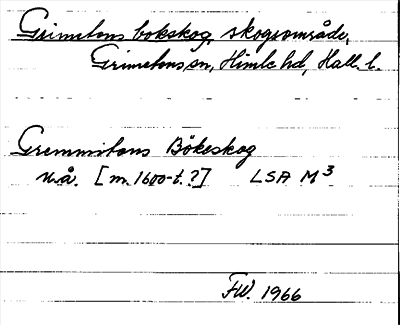 Grimetons bokskog, skogsområde,
Grimetons sn, Himle hd, Hall. l.
Gremmitons Bökeskog
u.å. [m. 1600-t.?] LSA M3
FW. 1966